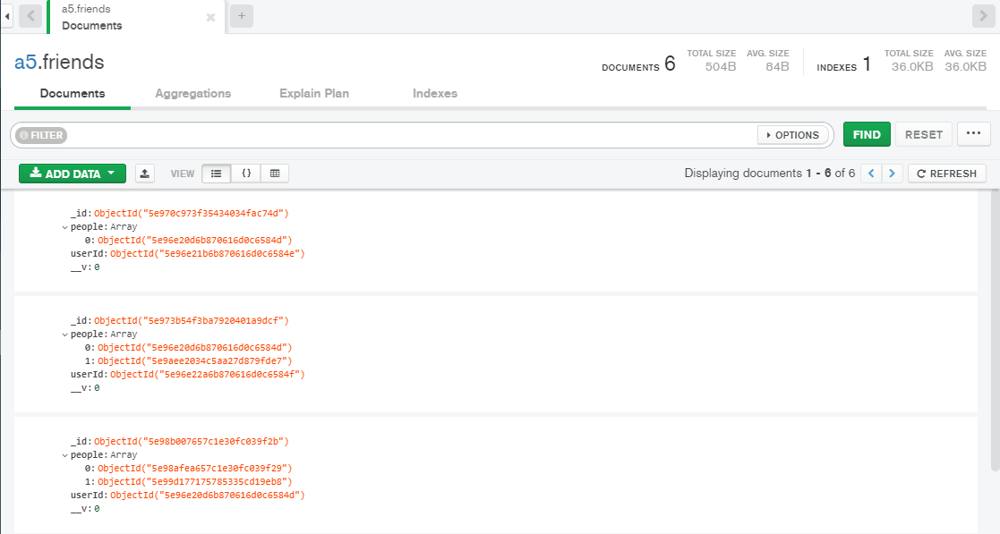 a5.friends
Documents
a5.friends
DOCUMENTS 6 TOTAL SIZE 504B AVG. SIZE 84B INDEXES 1 TOTAL SIZE 36.0KB AVG. SIZE 36.0KB
Documents Aggregations Explain Plan Indexes
FILTER OPTIONS FIND RESET ...
ADD DATA VIEW {} Displaying documents 1 - 6 of 6 < > REFRESH
_id: ObjectId("5e970c973f35434034fac74d")
people: Array
0: ObjectId("5e96e20d6b870616d0c6584d")
userId: ObjectId("5e96e21b6b870616d0c6584e")
__v: 0
_id: ObjectId("5e973b54f3ba7920401a9dcf")
people: Array
0: ObjectId("5e96e20d6b870616d0c6584d")
1: ObjectId("5e9aee2034c5aa27d879fde7")
userId: ObjectId("5e96e22a6b870616d0c6584f")
__v: 0
_id: ObjectId("5e98b007657c1e30fc039f2b")
people: Array
0: ObjectId("5e98afea657c1e30fc039f29")
1: ObjectId("5e99d177175785335cd19eb8")
userId: ObjectId("5e96e20d6b870616d0c6584d")
__v: 0